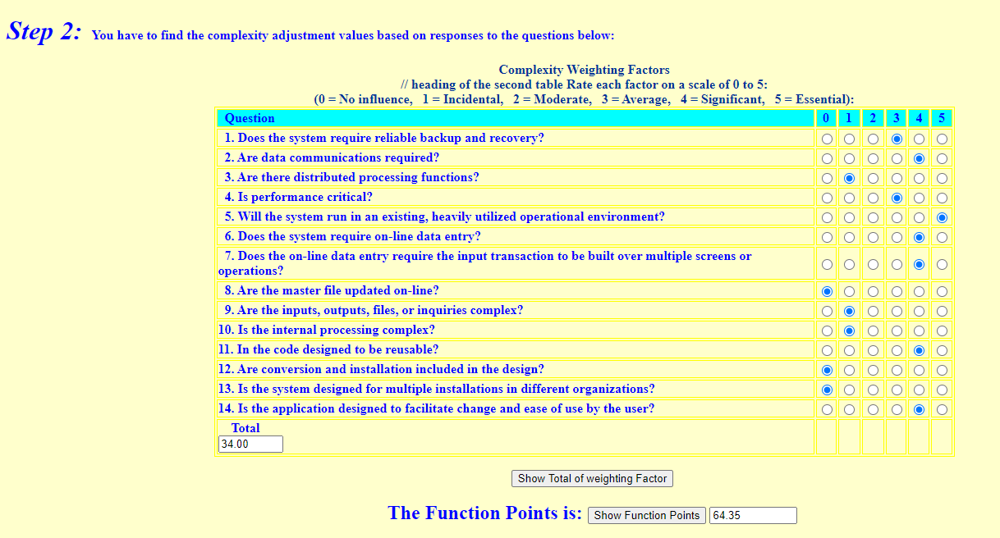 Step 2: You have to find the complexity adjustment values based on responses to the questions below:
Complexity Weighting Factors
// heading of the second table Rate each factor on a scale of 0 to 5:
(0 = No influence, 1 = Incidental, 2 = Moderate, 3 = Average, 4 = Significant, 5 = Essential):
Question 0 1 2 3 4 5
1. Does the system require reliable backup and recovery?
2. Are data communications required?
3. Are there distributed processing functions?
4. Is performance critical?
5. Will the system run in an existing, heavily utilized operational environment?
6. Does the system require on-line data entry?
7. Does the on-line data entry require the input transaction to be built over multiple screens or
operations?
8. Are the master file updated on-line?
9. Are the inputs, outputs, files, or inquiries complex?
10. Is the internal processing complex?
11. In the code designed to be reusable?
12. Are conversion and installation included in the design?
13. Is the system designed for multiple installations in different organizations?
14. Is the application designed to facilitate change and ease of use by the user?
Total
34.00
Show Total of weighting Factor
The Function Points is: Show Function Points 64.35